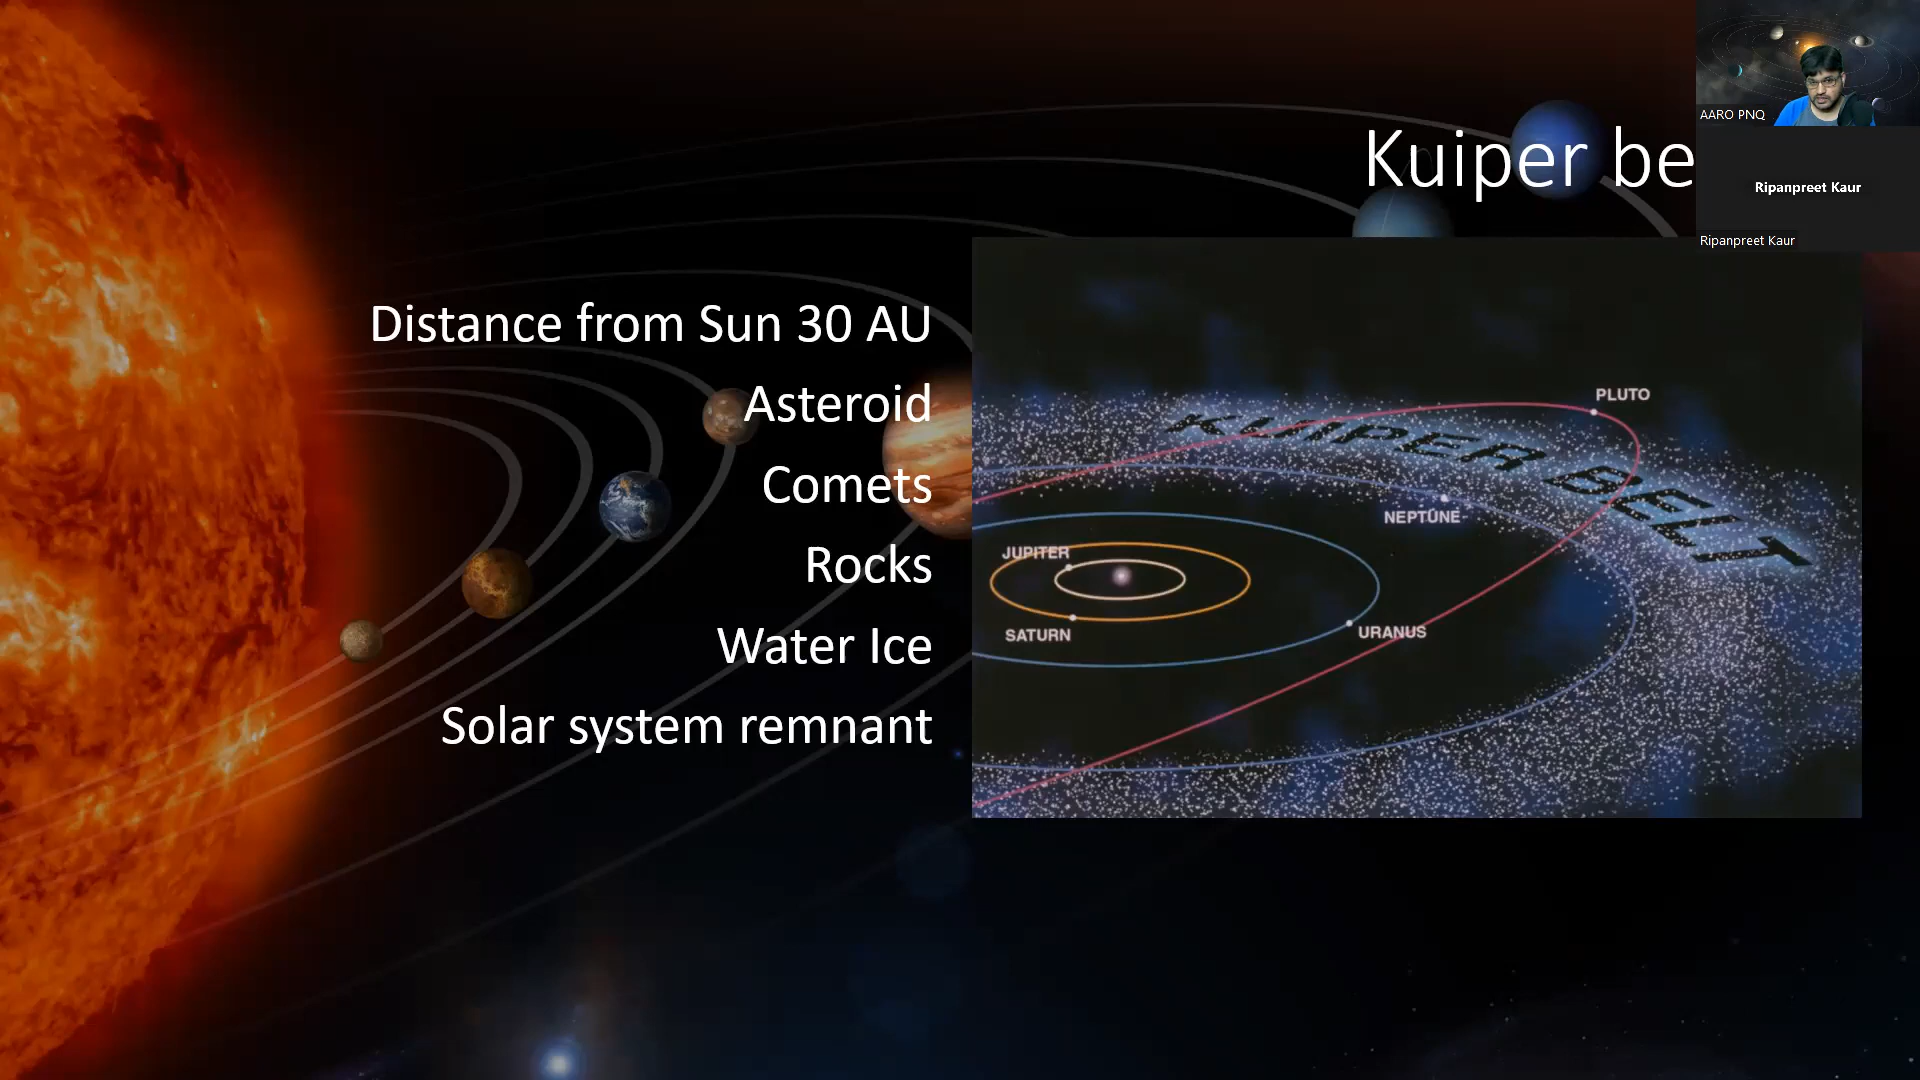 Kuiper be
Distance from Sun 30 AU
Asteroid
Comets
Rocks
Water Ice
Solar system remnant
KUIPER BELT
PLUTO
NEPTUNE
JUPITER
SATURN
URANUS
AARO PNQ
Ripanpreet Kaur
Ripanpreet Kaur